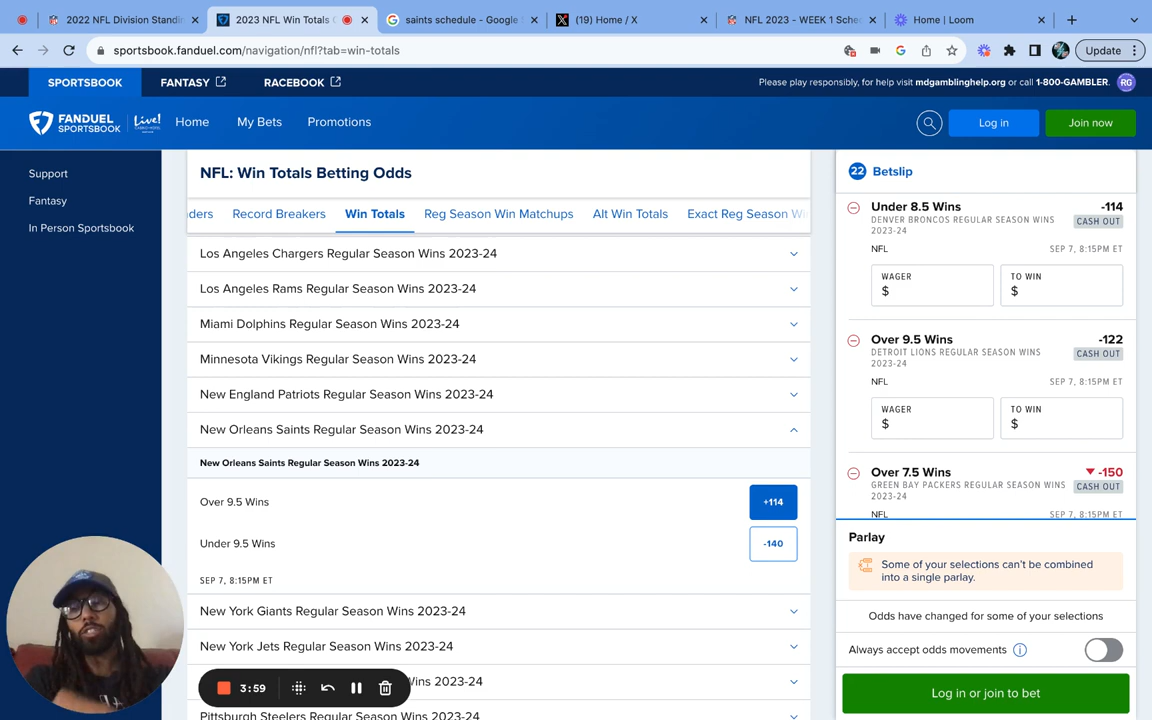 2022 NFL Division Standin
2023 NFL Win Totals
saints schedule - Google
(19) Home / X
NFL 2023 - WEEK 1 Sche
Home | Loom
sportsbook.fanduel.com/navigation/nfl?tab=win-totals
Update
SPORTSBOOK
FANTASY
RACEBOOK
Please play responsibly, for help visit mdgamblinghelp.org or call 1-800-GAMBLER.
RG
FANDUEL
SPORTSBOOK
Live!
Home
My Bets
Promotions
Log in
Join now
Support
Fantasy
In Person Sportsbook
NFL: Win Totals Betting Odds
ders
Record Breakers
Win Totals
Reg Season Win Matchups
Alt Win Totals
Exact Reg Season Wi
Los Angeles Chargers Regular Season Wins 2023-24
Los Angeles Rams Regular Season Wins 2023-24
Miami Dolphins Regular Season Wins 2023-24
Minnesota Vikings Regular Season Wins 2023-24
New England Patriots Regular Season Wins 2023-24
New Orleans Saints Regular Season Wins 2023-24
New Orleans Saints Regular Season Wins 2023-24
Over 9.5 Wins
+114
Under 9.5 Wins
-140
SEP 7, 8:15PM ET
New York Giants Regular Season Wins 2023-24
New York Jets Regular Season Wins 2023-24
Wins 2023-24
Pittsburgh Steelers Regular Season Wins 2023-24
3:59
22
Betslip
Under 8.5 Wins
-114
DENVER BRONCOS REGULAR SEASON WINS
2023-24
CASH OUT
NFL
SEP 7, 8:15PM ET
WAGER
$
TO WIN
$
Over 9.5 Wins
-122
DETROIT LIONS REGULAR SEASON WINS
2023-24
CASH OUT
NFL
SEP 7, 8:15PM ET
WAGER
$
TO WIN
$
Over 7.5 Wins
-150
GREEN BAY PACKERS REGULAR SEASON WINS
2023-24
CASH OUT
NFL
SEP 7, 8:15PM ET
Parlay
Some of your selections can't be combined
into a single parlay.
Odds have changed for some of your selections
Always accept odds movements
Log in or join to bet